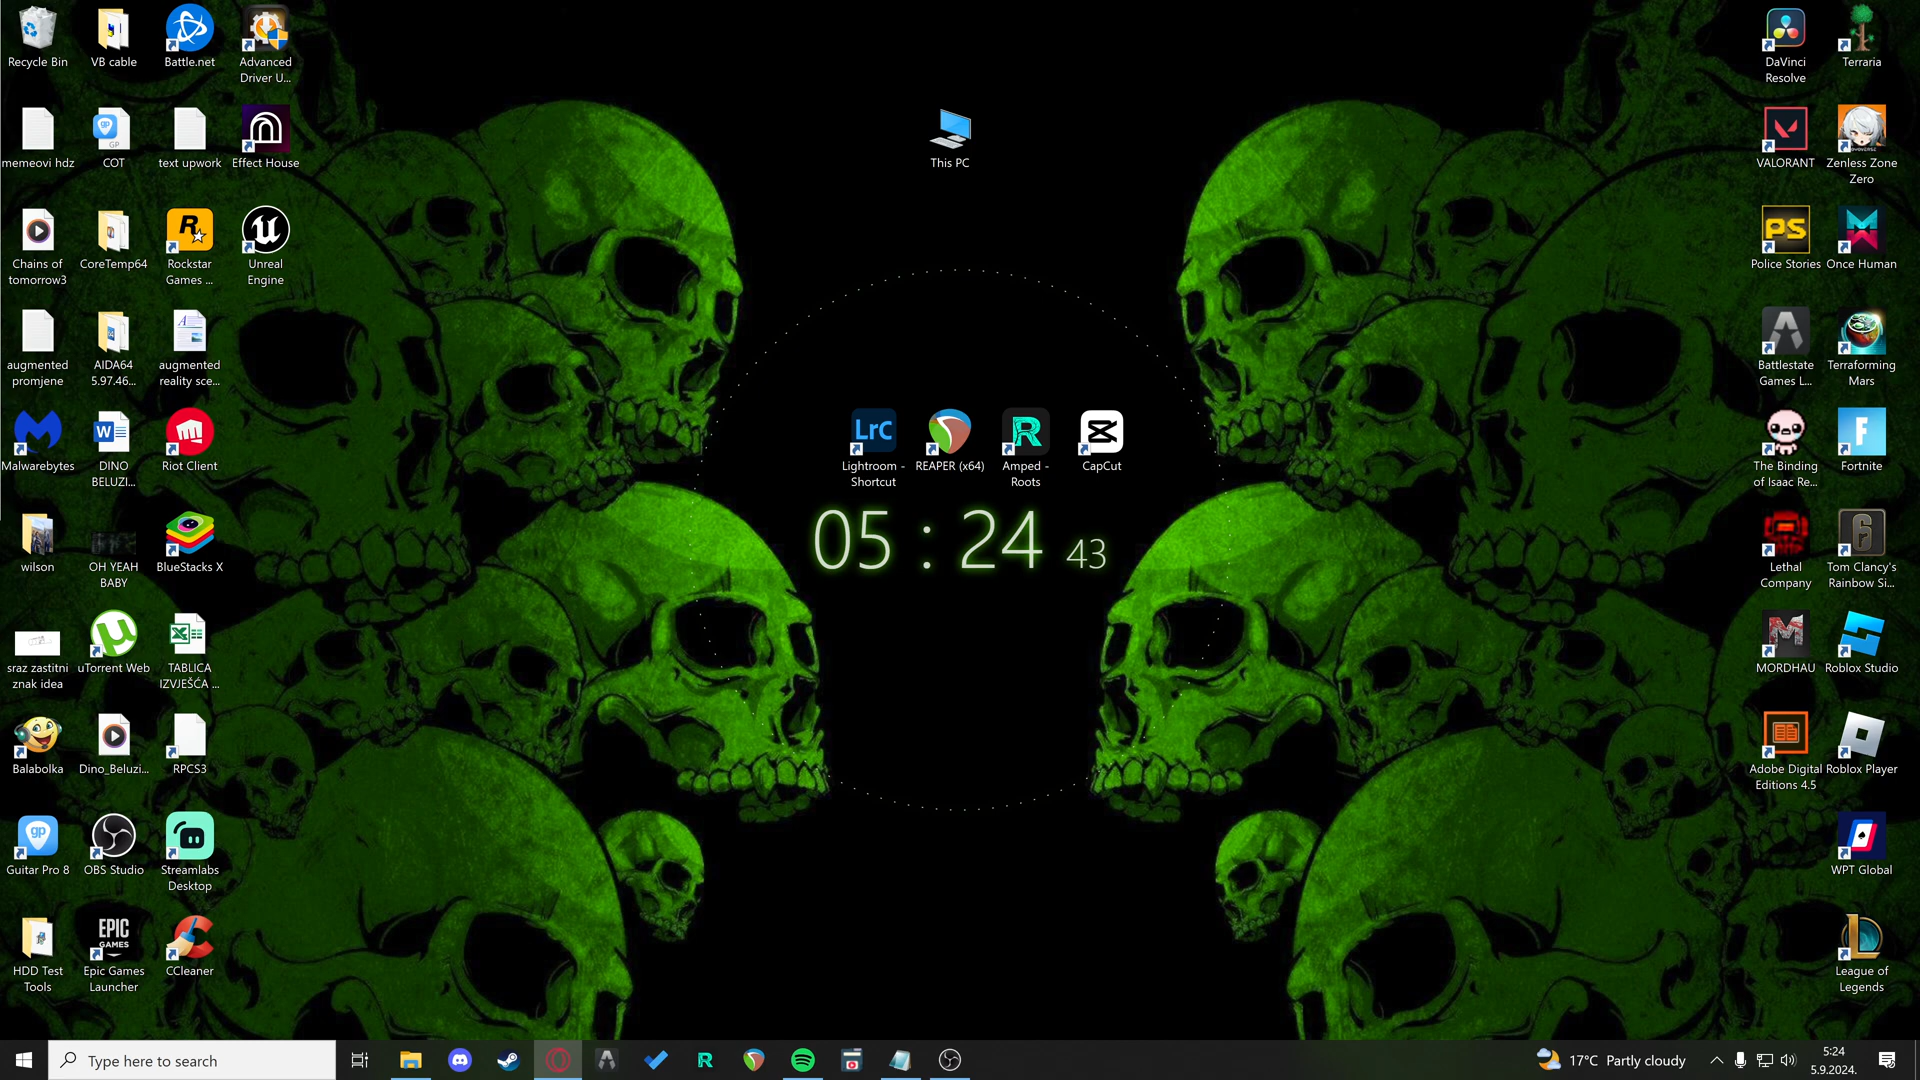 Recycle Bin
VB cable
Battle.net
Advanced
Driver U...
DaVinci
Resolve
Terraria
memeovi hdz
COT
GP
text upwork
Effect House
This PC
VALORANT
Zenless Zone
Zero
Chains of
tomorrow3
CoreTemp64
Rockstar
Games ...
Unreal
Engine
PS
Police Stories
Once Human
augmented
promjene
AIDA64
5.97.46...
augmented
reality sce...
Battlestate
Games L...
Terraforming
Mars
Malwarebytes
DINO
BELUZI...
Riot Client
LrC
Lightroom -
Shortcut
REAPER (x64)
Amped -
Roots
CapCut
The Binding
of Isaac Re...
F
Fortnite
wilson
OH YEAH
BABY
BlueStacks X
05 : 24 43
Lethal
Company
6
Tom Clancy's
Rainbow Si...
sraz zastitni
znak idea
uTorrent Web
TABLICA
IZVJEŠĆA ...
MORDHAU
Roblox Studio
Balabolka
Dino_Beluzi...
RPCS3
Adobe Digital
Editions 4.5
Roblox Player
gp
Guitar Pro 8
OBS Studio
Streamlabs
Desktop
WPT Global
HDD Test
Tools
EPIC
GAMES
Epic Games
Launcher
CCleaner
League of
Legends
Type here to search
17°C Partly cloudy
5:24
5.9.2024.